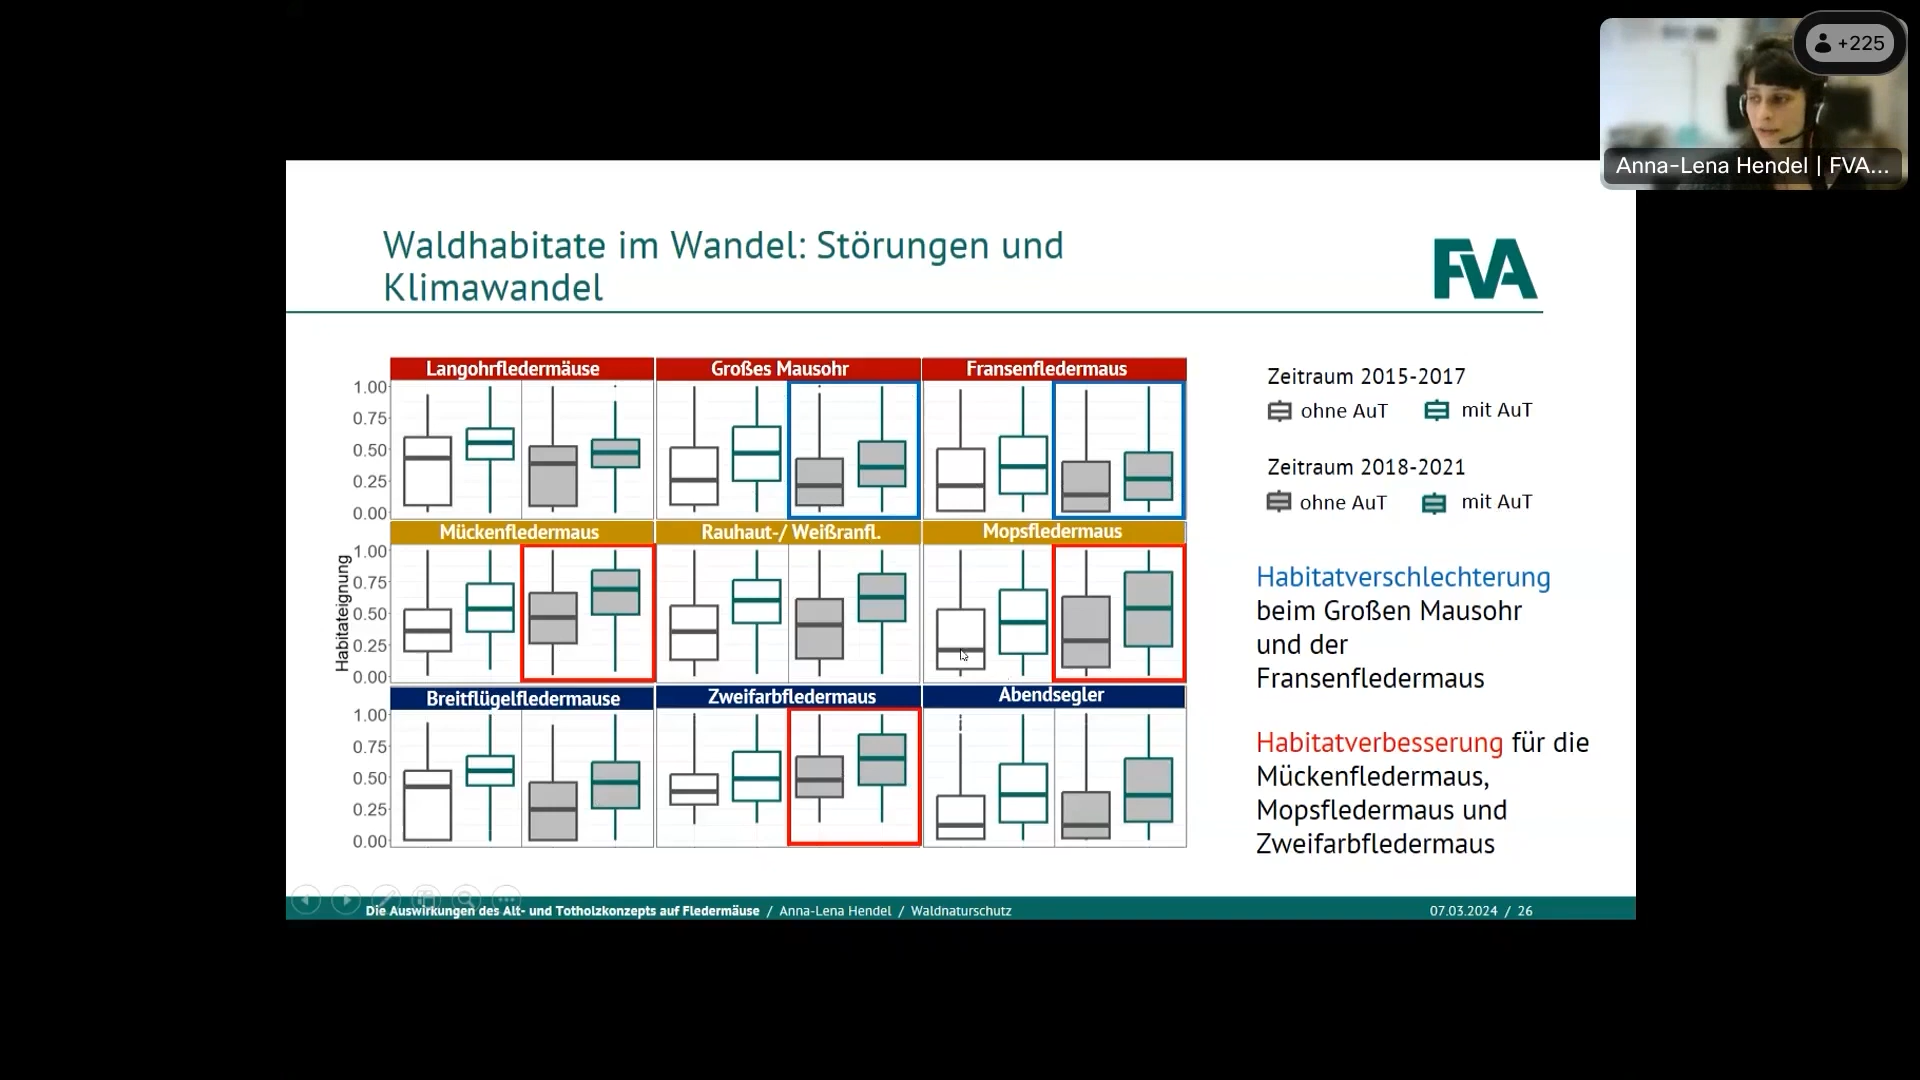 +225
Anna-Lena Hendel | FVA...
Waldhabitate im Wandel: Störungen und
Klimawandel
FVA
Langohrfledermäuse
Großes Mausohr
Fransenfledermaus
1.00
0.75
0.50
0.25
0.00
Mückenfledermaus
Rauhaut-/ Weißranfl.
Mopsfledermaus
1.00
0.75
0.50
0.25
0.00
Habitateignung
Breitflügelfledermause
Zweifarbfledermaus
Abendsegler
1.00
0.75
0.50
0.25
0.00
Zeitraum 2015-2017
ohne AuT mit AuT
Zeitraum 2018-2021
ohne AuT mit AuT
Habitatverschlechterung
beim Großen Mausohr
und der
Fransenfledermaus
Habitatverbesserung für die
Mückenfledermaus,
Mopsfledermaus und
Zweifarbfledermaus
Die Auswirkungen des Alt- und Totholzkonzepts auf Fledermäuse / Anna-Lena Hendel / Waldnaturschutz
07.03.2024 / 26